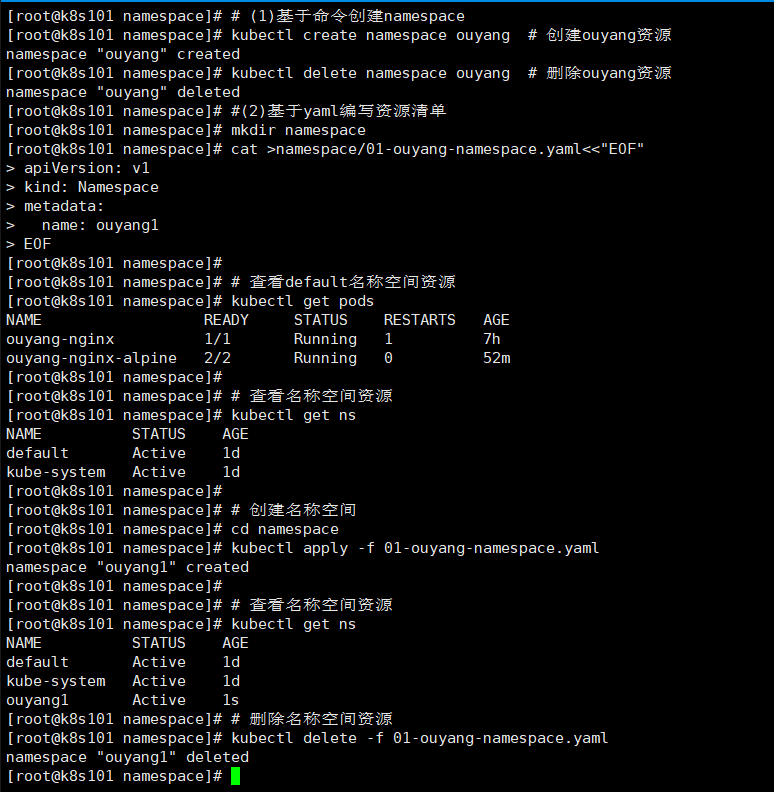 [root@k8s101 namespace]# # (1)基于命令创建namespace
[root@k8s101 namespace]# kubectl create namespace ouyang  # 创建ouyang资源
namespace "ouyang" created
[root@k8s101 namespace]# kubectl delete namespace ouyang  # 删除ouyang资源
namespace "ouyang" deleted
[root@k8s101 namespace]# #(2)基于yaml编写资源清单
[root@k8s101 namespace]# mkdir namespace
[root@k8s101 namespace]# cat >namespace/01-ouyang-namespace.yaml<<"EOF"
> apiVersion: v1
> kind: Namespace
> metadata:
>   name: ouyang1
> EOF
[root@k8s101 namespace]#
[root@k8s101 namespace]# # 查看default名称空间资源
[root@k8s101 namespace]# kubectl get pods
NAME                  READY     STATUS    RESTARTS   AGE
ouyang-nginx          1/1       Running   1          7h
ouyang-nginx-alpine   2/2       Running   0          52m
[root@k8s101 namespace]#
[root@k8s101 namespace]# # 查看名称空间资源
[root@k8s101 namespace]# kubectl get ns
NAME          STATUS    AGE
default       Active    1d
kube-system   Active    1d
[root@k8s101 namespace]#
[root@k8s101 namespace]# # 创建名称空间
[root@k8s101 namespace]# cd namespace
[root@k8s101 namespace]# kubectl apply -f 01-ouyang-namespace.yaml
namespace "ouyang1" created
[root@k8s101 namespace]#
[root@k8s101 namespace]# # 查看名称空间资源
[root@k8s101 namespace]# kubectl get ns
NAME          STATUS    AGE
default       Active    1d
kube-system   Active    1d
ouyang1       Active    1s
[root@k8s101 namespace]# # 删除名称空间资源
[root@k8s101 namespace]# kubectl delete -f 01-ouyang-namespace.yaml
namespace "ouyang1" deleted
[root@k8s101 namespace]#